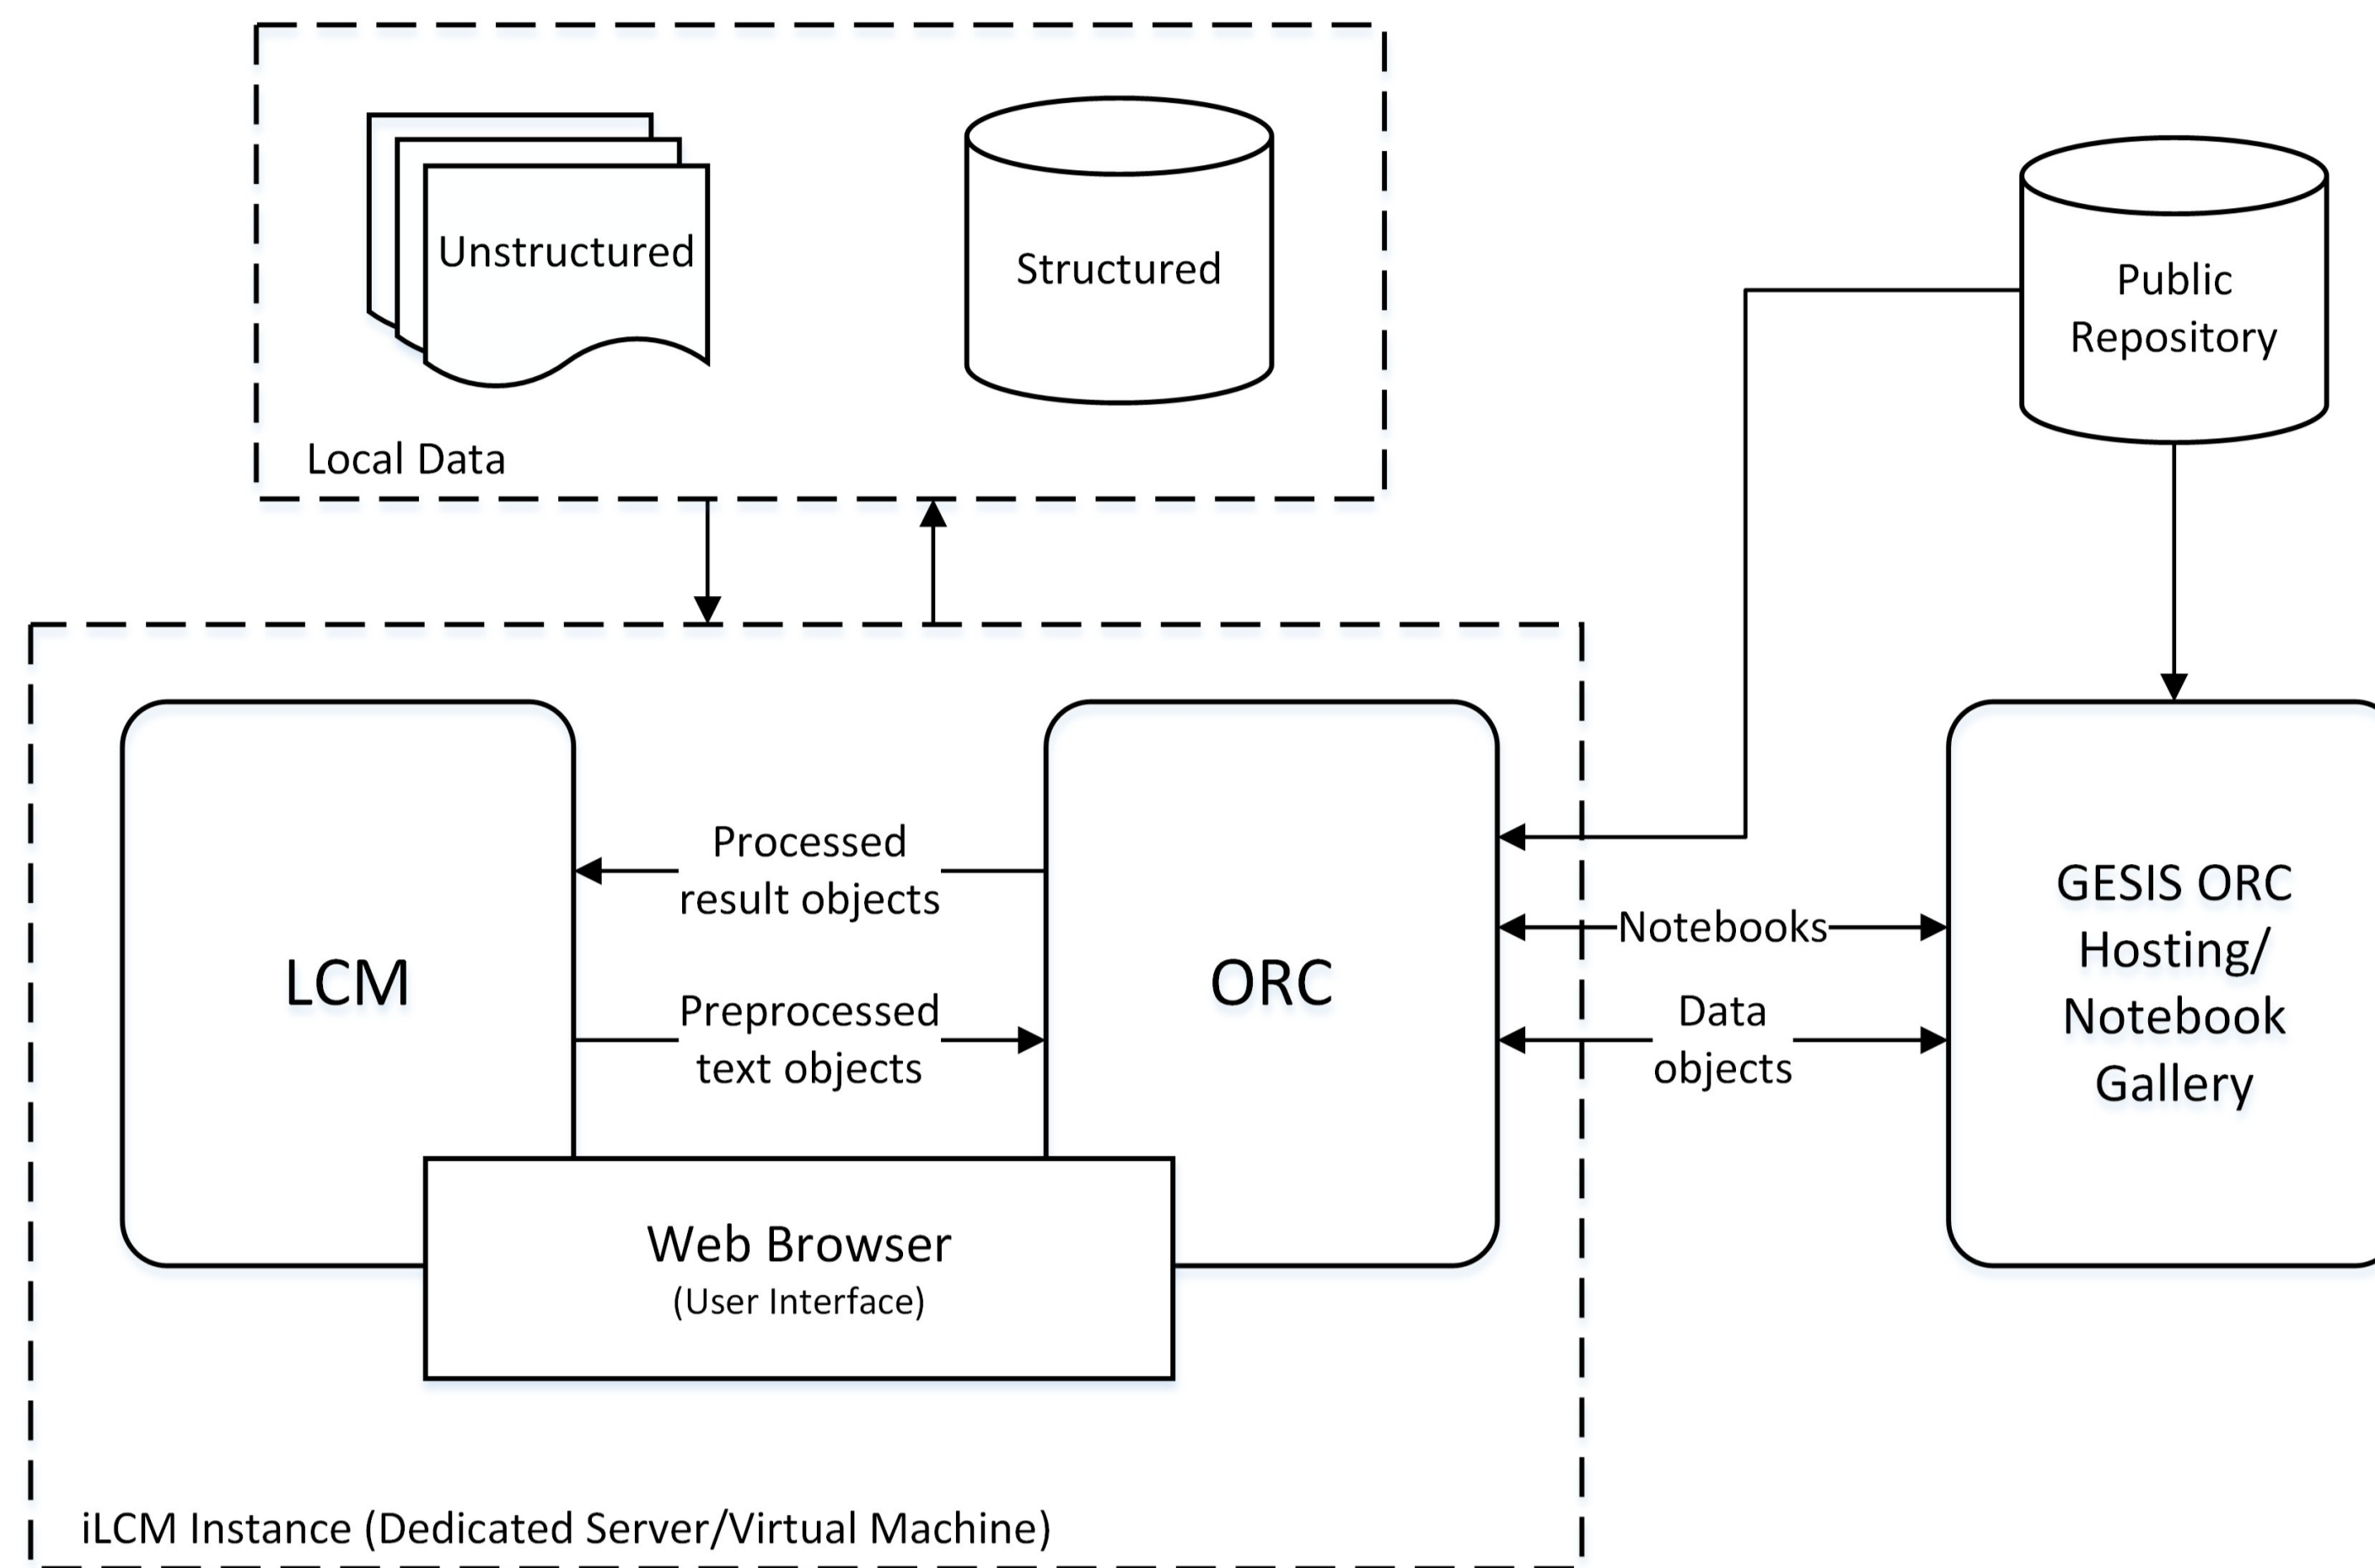 Unstructured
Structured
Local Data
Public
Repository
Processed
result objects
Preprocessed
text objects
LCM
ORC
Notebooks
Data
objects
GESIS ORC
Hosting/
Notebook
Gallery
Web Browser
(User Interface)
iLCM Instance (Dedicated Server/Virtual Machine)